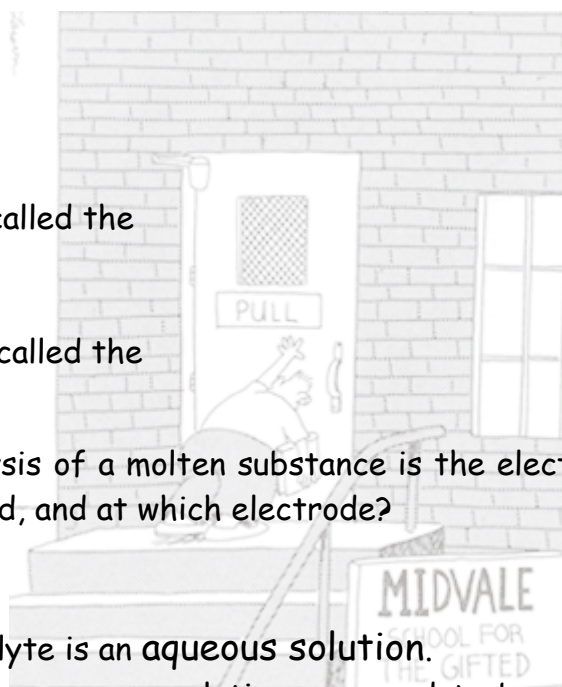 called the
PULL
called the
sis of a molten substance is the elect
d, and at which electrode?
MIDVALE
SCHOOL FOR
THE GIFTED
lyte is an aqueous solution.